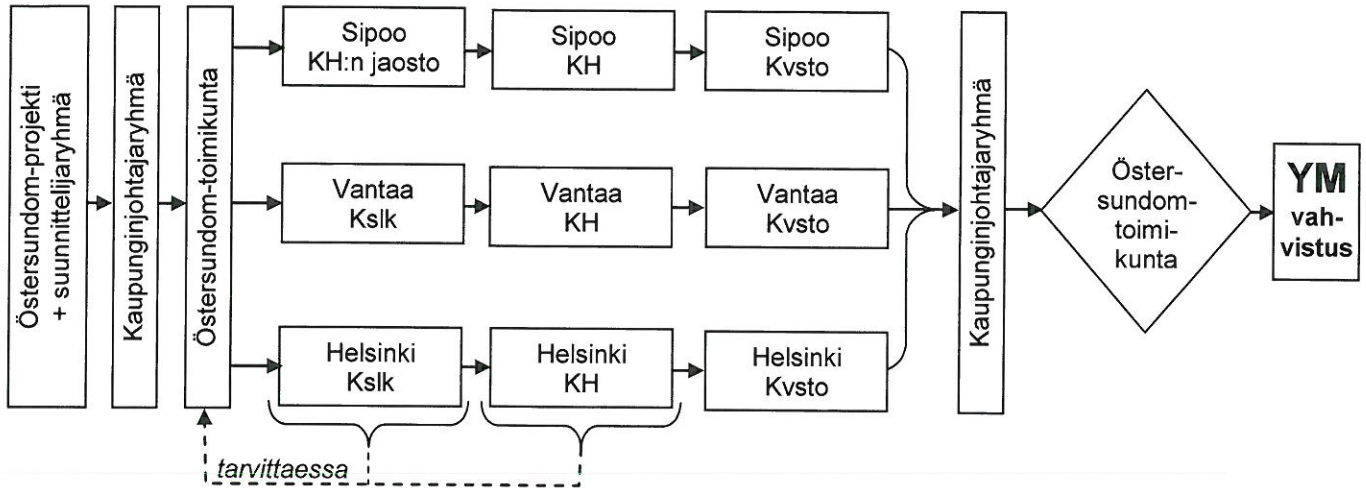 Östersundom-projekti
+ suunnittelijaryhmä
Kaupunginjohtajaryhmä
Östersundom-toimikunta
Sipoo
KH:n jaosto
Sipoo
KH
Sipoo
Kvsto
Vantaa
Kslk
Vantaa
KH
Vantaa
Kvsto
Helsinki
Kslk
Helsinki
KH
Helsinki
Kvsto
tarvittaessa
Kaupunginjohtajaryhmä
Öster-
sundom-
toimi-
kunta
YM
vah-
vistus